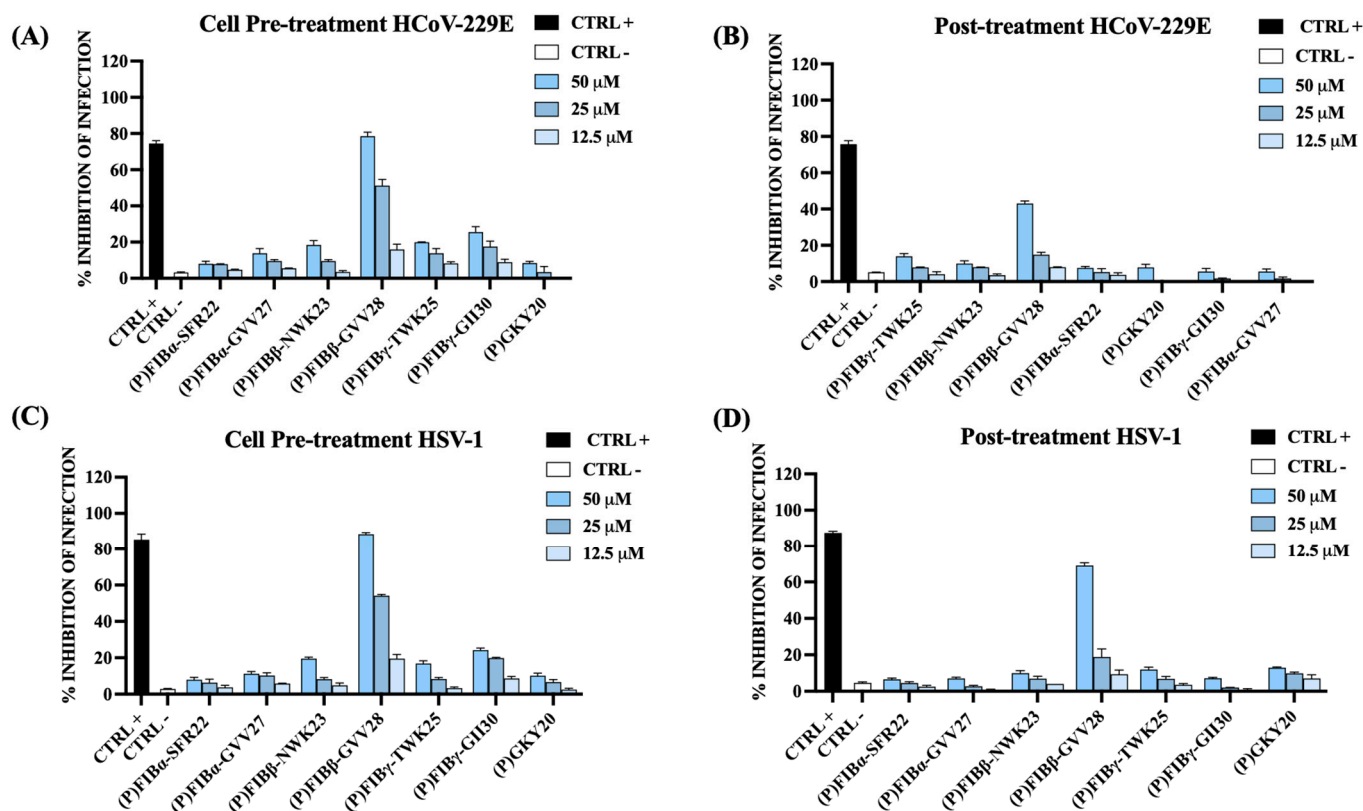 (A)
Cell Pre-treatment HCoV-229E
% INHIBITION OF INFECTION
120
100
80
60
40
20
0
CTRL +
CTRL -
(P)FIBα-SFR22
(P)FIBα-GVV27
(P)FIBβ-NWK23
(P)FIBβ-GVV28
(P)FIBγ-TWK25
(P)FIBγ-GII30
(P)GKY20
CTRL +
CTRL -
50 μM
25 μM
12.5 μM
(B)
Post-treatment HCoV-229E
% INHIBITION OF INFECTION
120
100
80
60
40
20
0
CTRL +
CTRL -
(P)FIBγ-TWK25
(P)FIBβ-NWK23
(P)FIBβ-GVV28
(P)FIBα-SFR22
(P)GKY20
(P)FIBγ-GII30
(P)FIBα-GVV27
CTRL +
CTRL -
50 μM
25 μM
12.5 μM
(C)
Cell Pre-treatment HSV-1
% INHIBITION OF INFECTION
120
100
80
60
40
20
0
CTRL +
CTRL -
(P)FIBα-SFR22
(P)FIBα-GVV27
(P)FIBβ-NWK23
(P)FIBβ-GVV28
(P)FIBγ-TWK25
(P)FIBγ-GII30
(P)GKY20
CTRL +
CTRL -
50 μM
25 μM
12.5 μM
(D)
Post-treatment HSV-1
% INHIBITION OF INFECTION
120
100
80
60
40
20
0
CTRL +
CTRL -
(P)FIBα-SFR22
(P)FIBα-GVV27
(P)FIBβ-NWK23
(P)FIBβ-GVV28
(P)FIBγ-TWK25
(P)FIBγ-GII30
(P)GKY20
CTRL +
CTRL -
50 μM
25 μM
12.5 μM